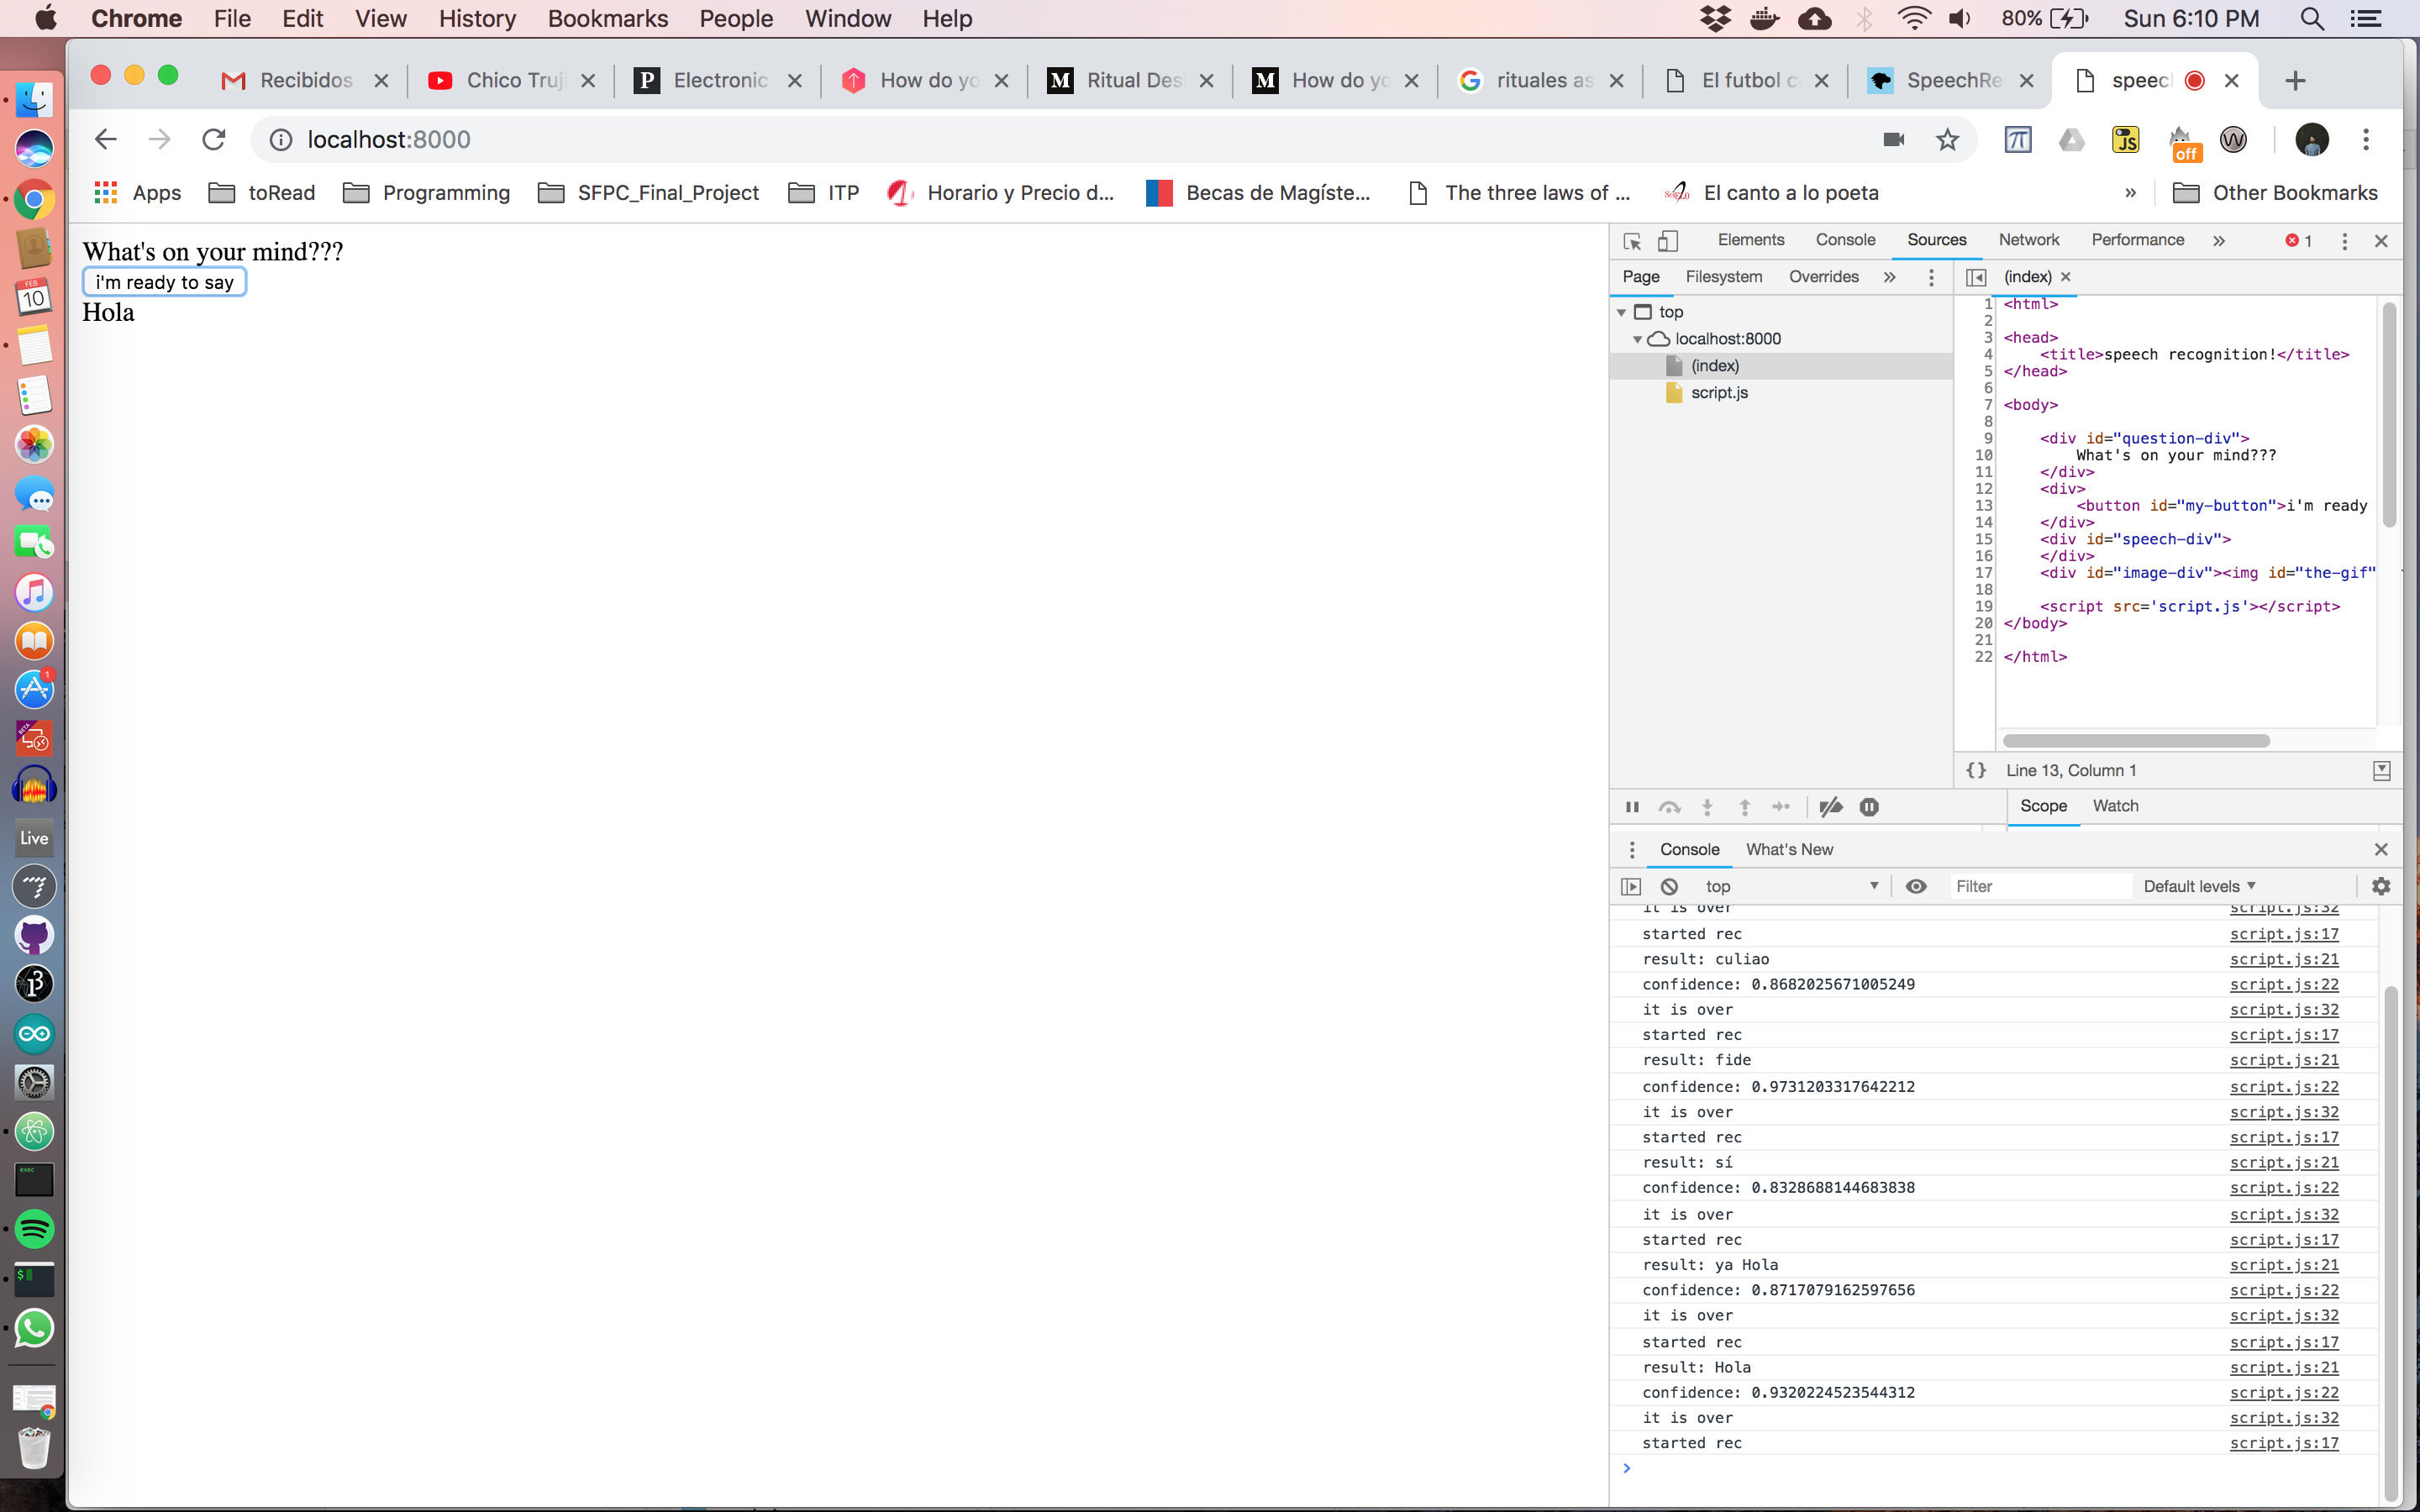 Chrome File Edit View History Bookmarks People Window Help 80% Sun 6:10 PM
Recibidos Chico Truj Electronic How do yo Ritual Des How do yo rituales as El futbol c SpeechRe speec
localhost:8000
off
Apps toRead Programming SFPC_Final_Project ITP Horario y Precio d... Becas de Magíste... The three laws of ... El canto a lo poeta » Other Bookmarks
What's on your mind???
i'm ready to say
Hola
Elements Console Sources Network Performance » 1
Page Filesystem Overrides » (index)
top
localhost:8000
(index)
script.js
1 <html>
2
3 <head>
4 <title>speech recognition!</title>
5 </head>
6
7 <body>
8
9 <div id="question-div">
10 What's on your mind???
11 </div>
12 <div>
13 <button id="my-button">i'm ready
14 </div>
15 <div id="speech-div">
16 </div>
17 <div id="image-div"><img id="the-gif"
18
19 <script src='script.js'></script>
20 </body>
21
22 </html>
{} Line 13, Column 1
Scope Watch
Console What's New
top Filter Default levels
it is over script.js:32
started rec script.js:17
result: culiao script.js:21
confidence: 0.8682025671005249 script.js:22
it is over script.js:32
started rec script.js:17
result: fide script.js:21
confidence: 0.9731203317642212 script.js:22
it is over script.js:32
started rec script.js:17
result: sí script.js:21
confidence: 0.8328688144683838 script.js:22
it is over script.js:32
started rec script.js:17
result: ya Hola script.js:21
confidence: 0.8717079162597656 script.js:22
it is over script.js:32
started rec script.js:17
result: Hola script.js:21
confidence: 0.9320224523544312 script.js:22
it is over script.js:32
started rec script.js:17
FEB
10
1
Live
exec